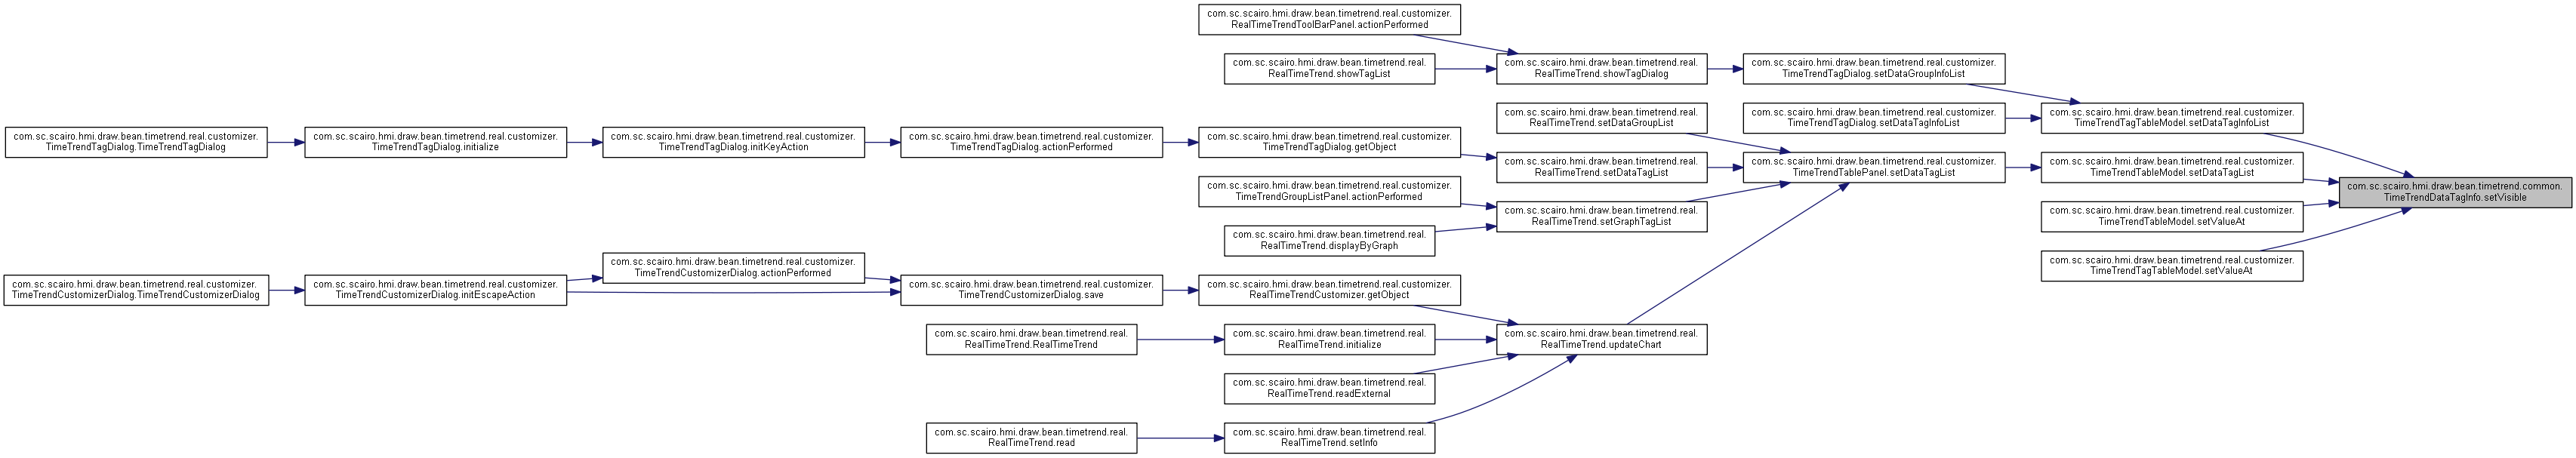 com.sc.scairo.hmi.draw.bean.timetrend.real.customizer.
RealTimeTrendToolBarPanel.actionPerformed
com.sc.scairo.hmi.draw.bean.timetrend.real.
RealTimeTrend.showTagList
com.sc.scairo.hmi.draw.bean.timetrend.real.
RealTimeTrend.showTagDialog
com.sc.scairo.hmi.draw.bean.timetrend.real.customizer.
TimeTrendTagDialog.setDataGroupInfoList
com.sc.scairo.hmi.draw.bean.timetrend.real.
RealTimeTrend.setDataGroupList
com.sc.scairo.hmi.draw.bean.timetrend.real.customizer.
TimeTrendTagDialog.setDataTagInfoList
com.sc.scairo.hmi.draw.bean.timetrend.real.customizer.
TimeTrendTagTableModel.setDataTagInfoList
com.sc.scairo.hmi.draw.bean.timetrend.real.customizer.
TimeTrendTagDialog.TimeTrendTagDialog
com.sc.scairo.hmi.draw.bean.timetrend.real.customizer.
TimeTrendTagDialog.initialize
com.sc.scairo.hmi.draw.bean.timetrend.real.customizer.
TimeTrendTagDialog.initKeyAction
com.sc.scairo.hmi.draw.bean.timetrend.real.customizer.
TimeTrendTagDialog.actionPerformed
com.sc.scairo.hmi.draw.bean.timetrend.real.customizer.
TimeTrendTagDialog.getObject
com.sc.scairo.hmi.draw.bean.timetrend.real.
RealTimeTrend.setDataTagList
com.sc.scairo.hmi.draw.bean.timetrend.real.customizer.
TimeTrendTablePanel.setDataTagList
com.sc.scairo.hmi.draw.bean.timetrend.real.customizer.
TimeTrendTableModel.setDataTagList
com.sc.scairo.hmi.draw.bean.timetrend.common.
TimeTrendDataTagInfo.setVisible
com.sc.scairo.hmi.draw.bean.timetrend.real.customizer.
TimeTrendGroupListPanel.actionPerformed
com.sc.scairo.hmi.draw.bean.timetrend.real.
RealTimeTrend.setGraphTagList
com.sc.scairo.hmi.draw.bean.timetrend.real.customizer.
TimeTrendTableModel.setValueAt
com.sc.scairo.hmi.draw.bean.timetrend.real.
RealTimeTrend.displayByGraph
com.sc.scairo.hmi.draw.bean.timetrend.real.customizer.
TimeTrendTagTableModel.setValueAt
com.sc.scairo.hmi.draw.bean.timetrend.real.customizer.
TimeTrendCustomizerDialog.actionPerformed
com.sc.scairo.hmi.draw.bean.timetrend.real.customizer.
TimeTrendCustomizerDialog.TimeTrendCustomizerDialog
com.sc.scairo.hmi.draw.bean.timetrend.real.customizer.
TimeTrendCustomizerDialog.initEscapeAction
com.sc.scairo.hmi.draw.bean.timetrend.real.customizer.
TimeTrendCustomizerDialog.save
com.sc.scairo.hmi.draw.bean.timetrend.real.customizer.
RealTimeTrendCustomizer.getObject
com.sc.scairo.hmi.draw.bean.timetrend.real.
RealTimeTrend.RealTimeTrend
com.sc.scairo.hmi.draw.bean.timetrend.real.
RealTimeTrend.initialize
com.sc.scairo.hmi.draw.bean.timetrend.real.
RealTimeTrend.updateChart
com.sc.scairo.hmi.draw.bean.timetrend.real.
RealTimeTrend.readExternal
com.sc.scairo.hmi.draw.bean.timetrend.real.
RealTimeTrend.read
com.sc.scairo.hmi.draw.bean.timetrend.real.
RealTimeTrend.setInfo